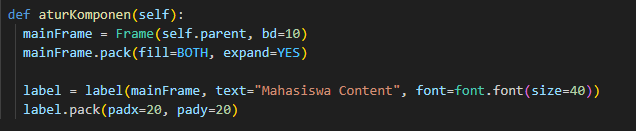 def aturKomponen(self):
mainFrame = Frame(self.parent, bd=10)
mainFrame.pack(fill=BOTH, expand=YES)
label = label(mainFrame, text="Mahasiswa Content", font=font.font(size=40))
label.pack(padx=20, pady=20)